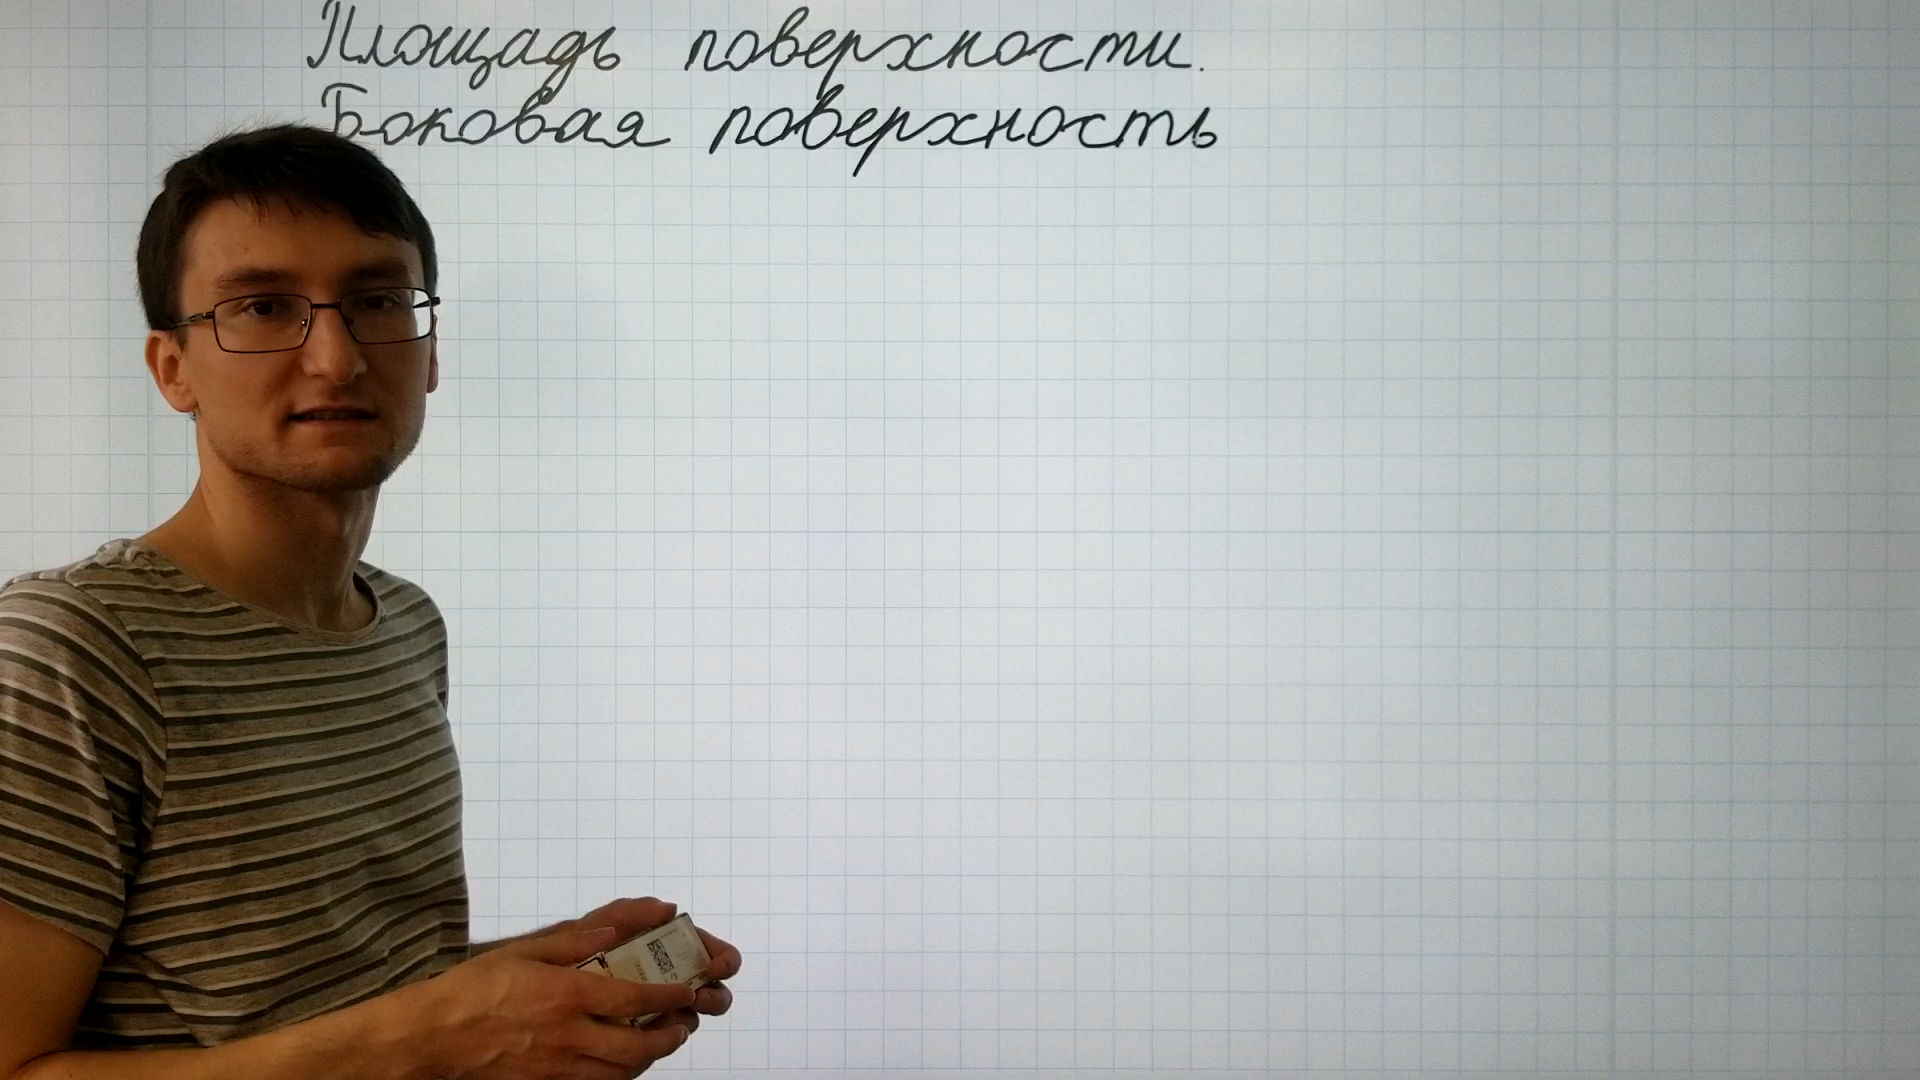 Площадь поверхности.
Боковая поверхность